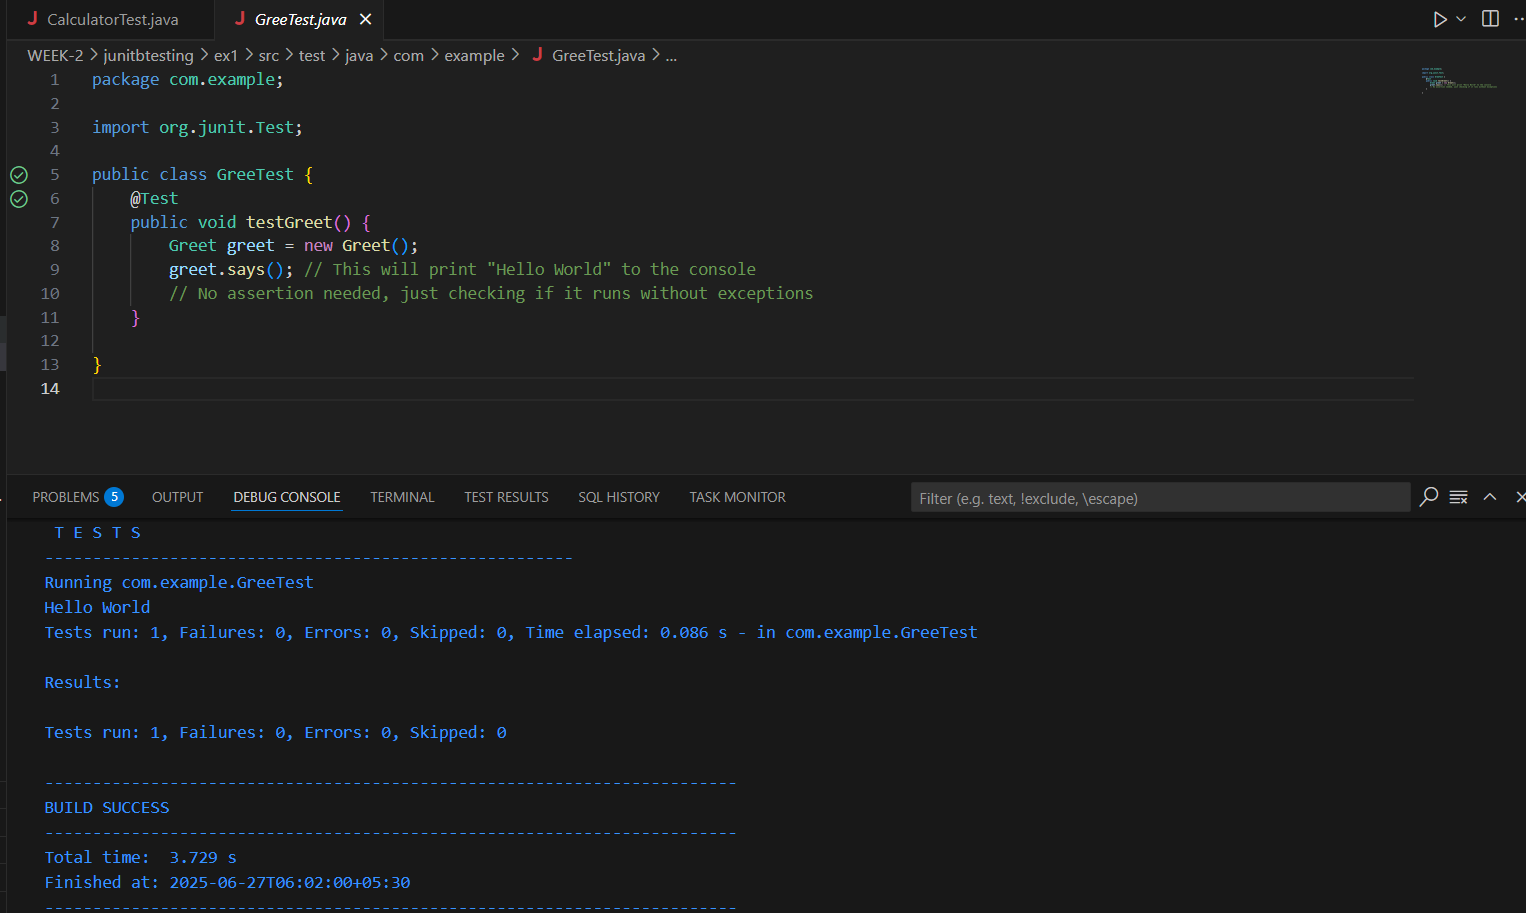 J CalculatorTest.java J GreeTest.java ×
WEEK-2 > junitbtesting > ex1 > src > test > java > com > example > J GreeTest.java > ...
1 package com.example;
2
3 import org.junit.Test;
4
5 public class GreeTest {
6 @Test
7 public void testGreet() {
8 Greet greet = new Greet();
9 greet.says(); // This will print "Hello World" to the console
10 // No assertion needed, just checking if it runs without exceptions
11 }
12
13 }
14
PROBLEMS 5 OUTPUT DEBUG CONSOLE TERMINAL TEST RESULTS SQL HISTORY TASK MONITOR Filter (e.g. text, !exclude, \escape)
T E S T S
-------------------------------------------------------
Running com.example.GreeTest
Hello World
Tests run: 1, Failures: 0, Errors: 0, Skipped: 0, Time elapsed: 0.086 s - in com.example.GreeTest
Results:
Tests run: 1, Failures: 0, Errors: 0, Skipped: 0
------------------------------------------------------------------------
BUILD SUCCESS
------------------------------------------------------------------------
Total time:  3.729 s
Finished at: 2025-06-27T06:02:00+05:30
------------------------------------------------------------------------